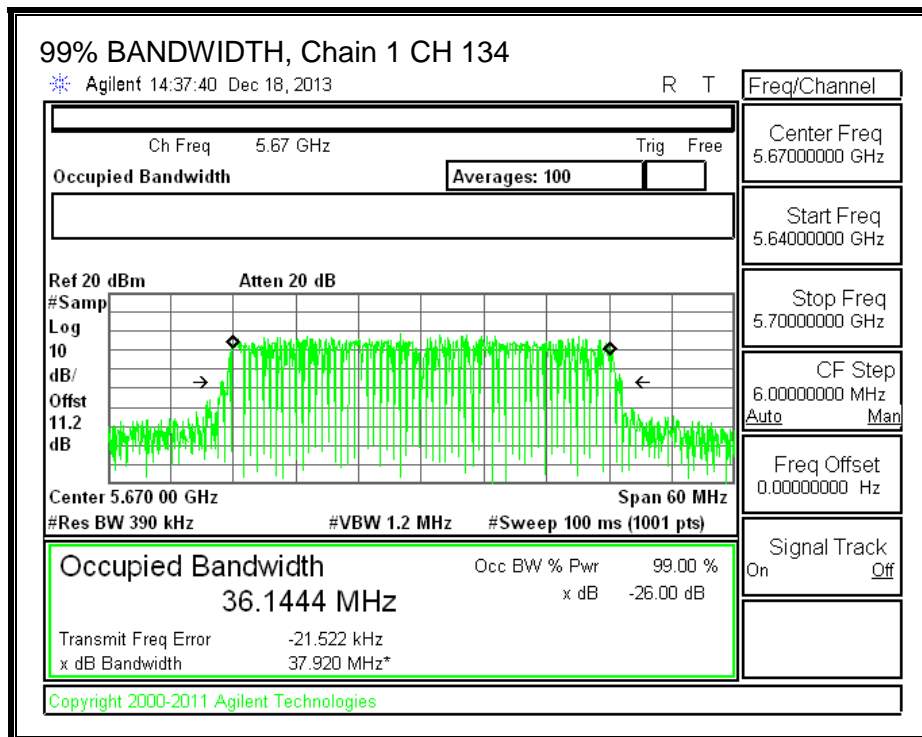 99% BANDWIDTH, Chain 1 CH 134
Agilent 14:37:40 Dec 18, 2013 R T
Freq/Channel
Ch Freq 5.67 GHz Trig Free
Occupied Bandwidth Averages: 100
Center Freq
5.67000000 GHz
Start Freq
5.64000000 GHz
Stop Freq
5.70000000 GHz
CF Step
6.00000000 MHz
Auto Man
Freq Offset
0.00000000 Hz
Signal Track
On Off
Ref 20 dBm Atten 20 dB
#Samp
Log
10
dB/
Offst
11.2
dB
Center 5.670 00 GHz Span 60 MHz
#Res BW 390 kHz #VBW 1.2 MHz #Sweep 100 ms (1001 pts)
Occupied Bandwidth Occ BW % Pwr 99.00 %
36.1444 MHz x dB -26.00 dB
Transmit Freq Error -21.522 kHz
x dB Bandwidth 37.920 MHz*
Copyright 2000-2011 Agilent Technologies